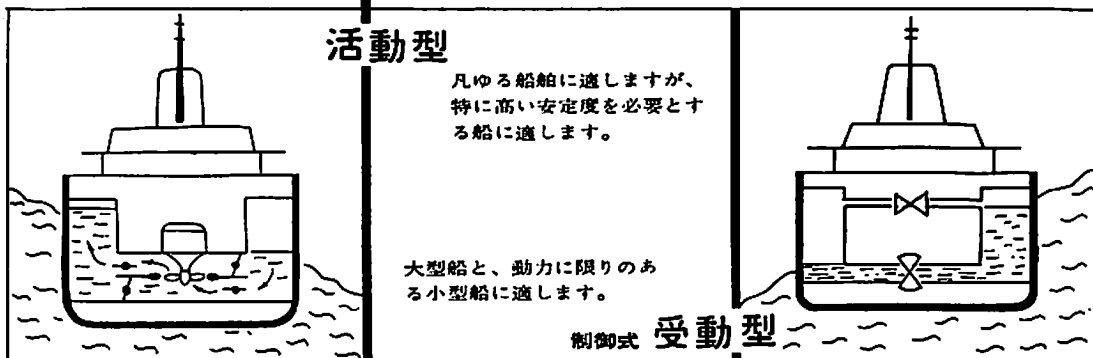 活動型
凡ゆる船舶に適しますが、
特に高い安定度を必要とす
る船に適します。
大型船と、動力に限りのあ
る小型船に適します。
制御式 受動型